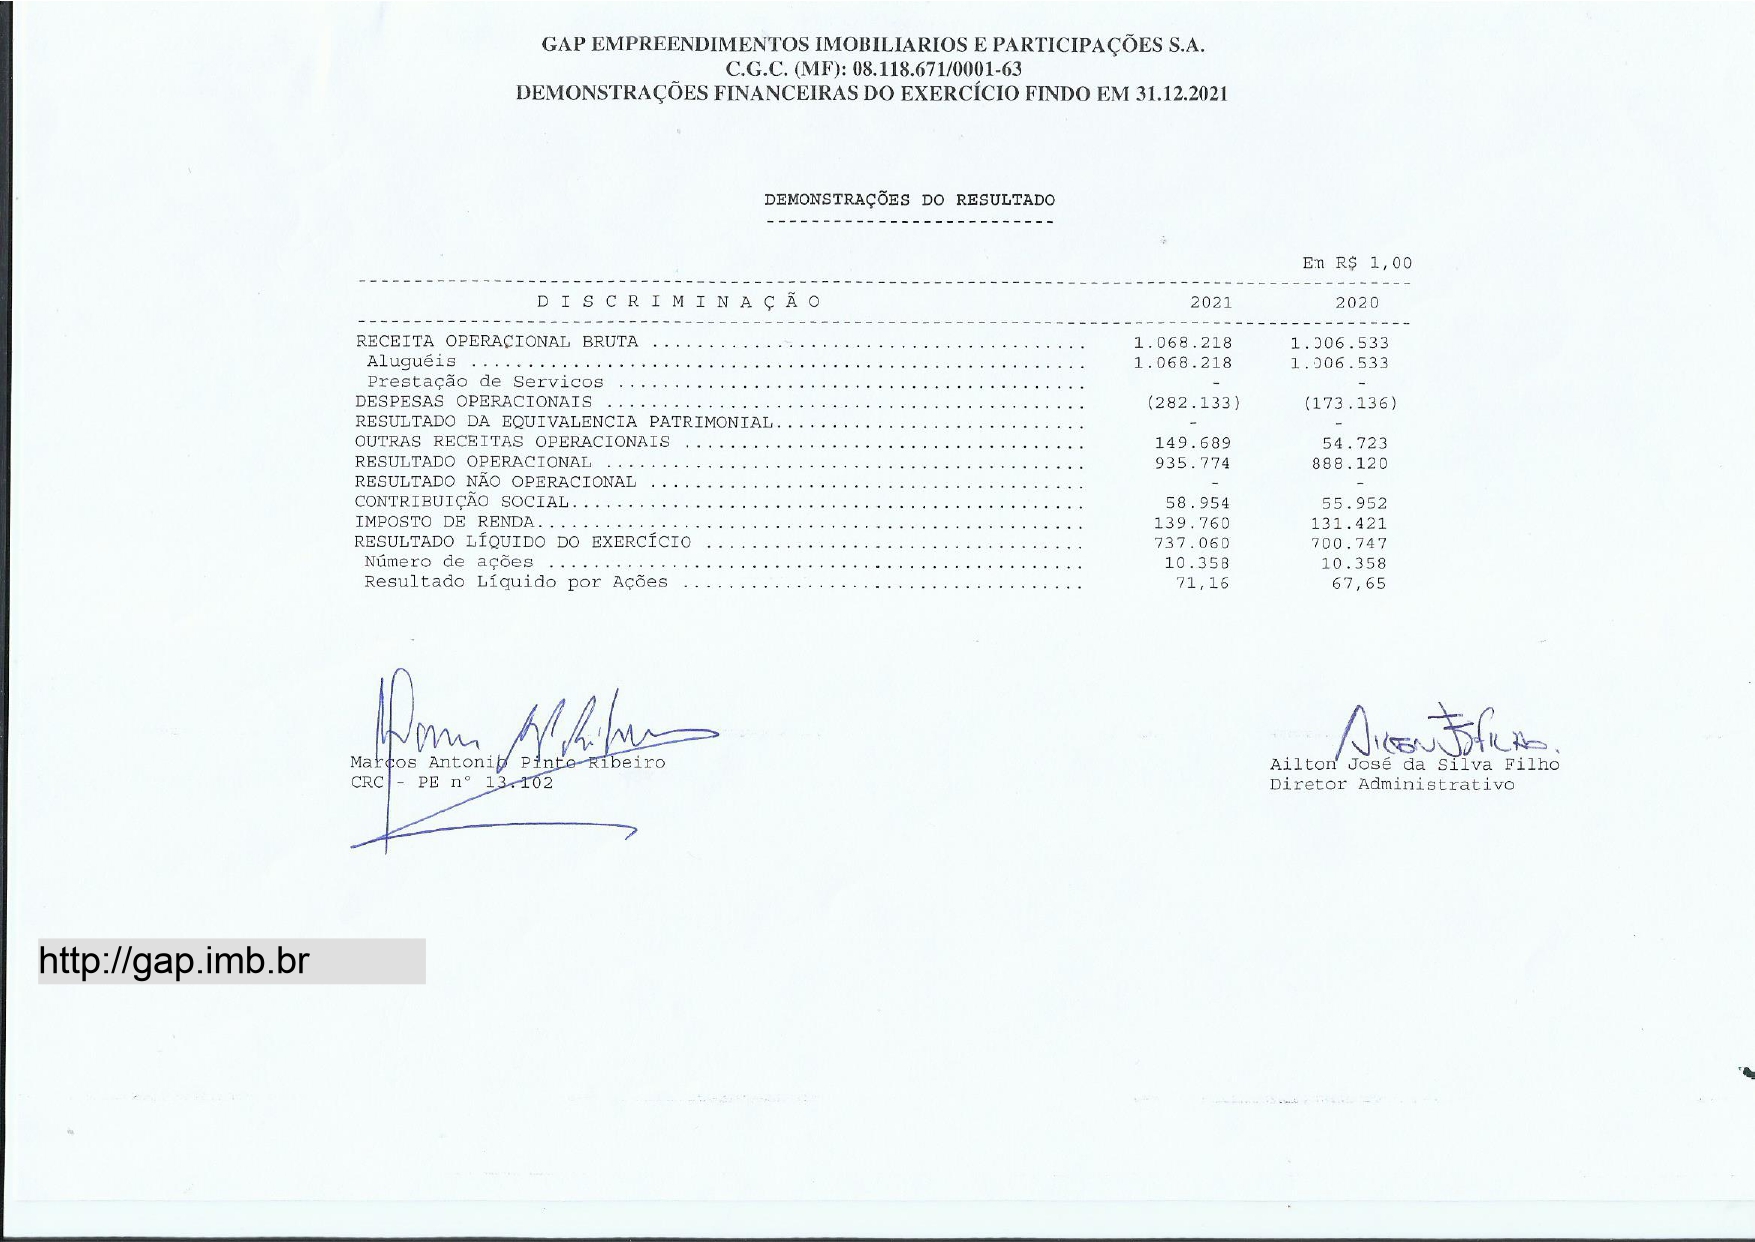 GAP EMPREENDIMENTOS IMOBILIARIOS E PARTICIPAÇÕES S.A.
C.G.C. (MF): 08.118.671/0001-63
DEMONSTRAÇÕES FINANCEIRAS DO EXERCÍCIO FINDO EM 31.12.2021
DEMONSTRAÇÕES DO RESULTADO
Em R$ 1,00
D I S C R I M I N A Ç Ã O 2021 2020
RECEITA OPERACIONAL BRUTA ....................................... 1.068.218 1.006.533
Aluguéis ....................................................... 1.068.218 1.006.533
Prestação de Servicos .......................................... - -
DESPESAS OPERACIONAIS ........................................... (282.133) (173.136)
RESULTADO DA EQUIVALENCIA PATRIMONIAL............................ - -
OUTRAS RECEITAS OPERACIONAIS .................................... 149.689 54.723
RESULTADO OPERACIONAL ........................................... 935.774 888.120
RESULTADO NÃO OPERACIONAL ....................................... - -
CONTRIBUIÇÃO SOCIAL.............................................. 58.954 55.952
IMPOSTO DE RENDA................................................. 139.760 131.421
RESULTADO LÍQUIDO DO EXERCÍCIO .................................. 737.060 700.747
Número de ações ................................................ 10.358 10.358
Resultado Líquido por Ações .................................... 71,16 67,65
Marcos Antonio Pinto Ribeiro
CRC - PE n° 13.102
Ailton José da Silva Filho
Diretor Administrativo
http://gap.imb.br